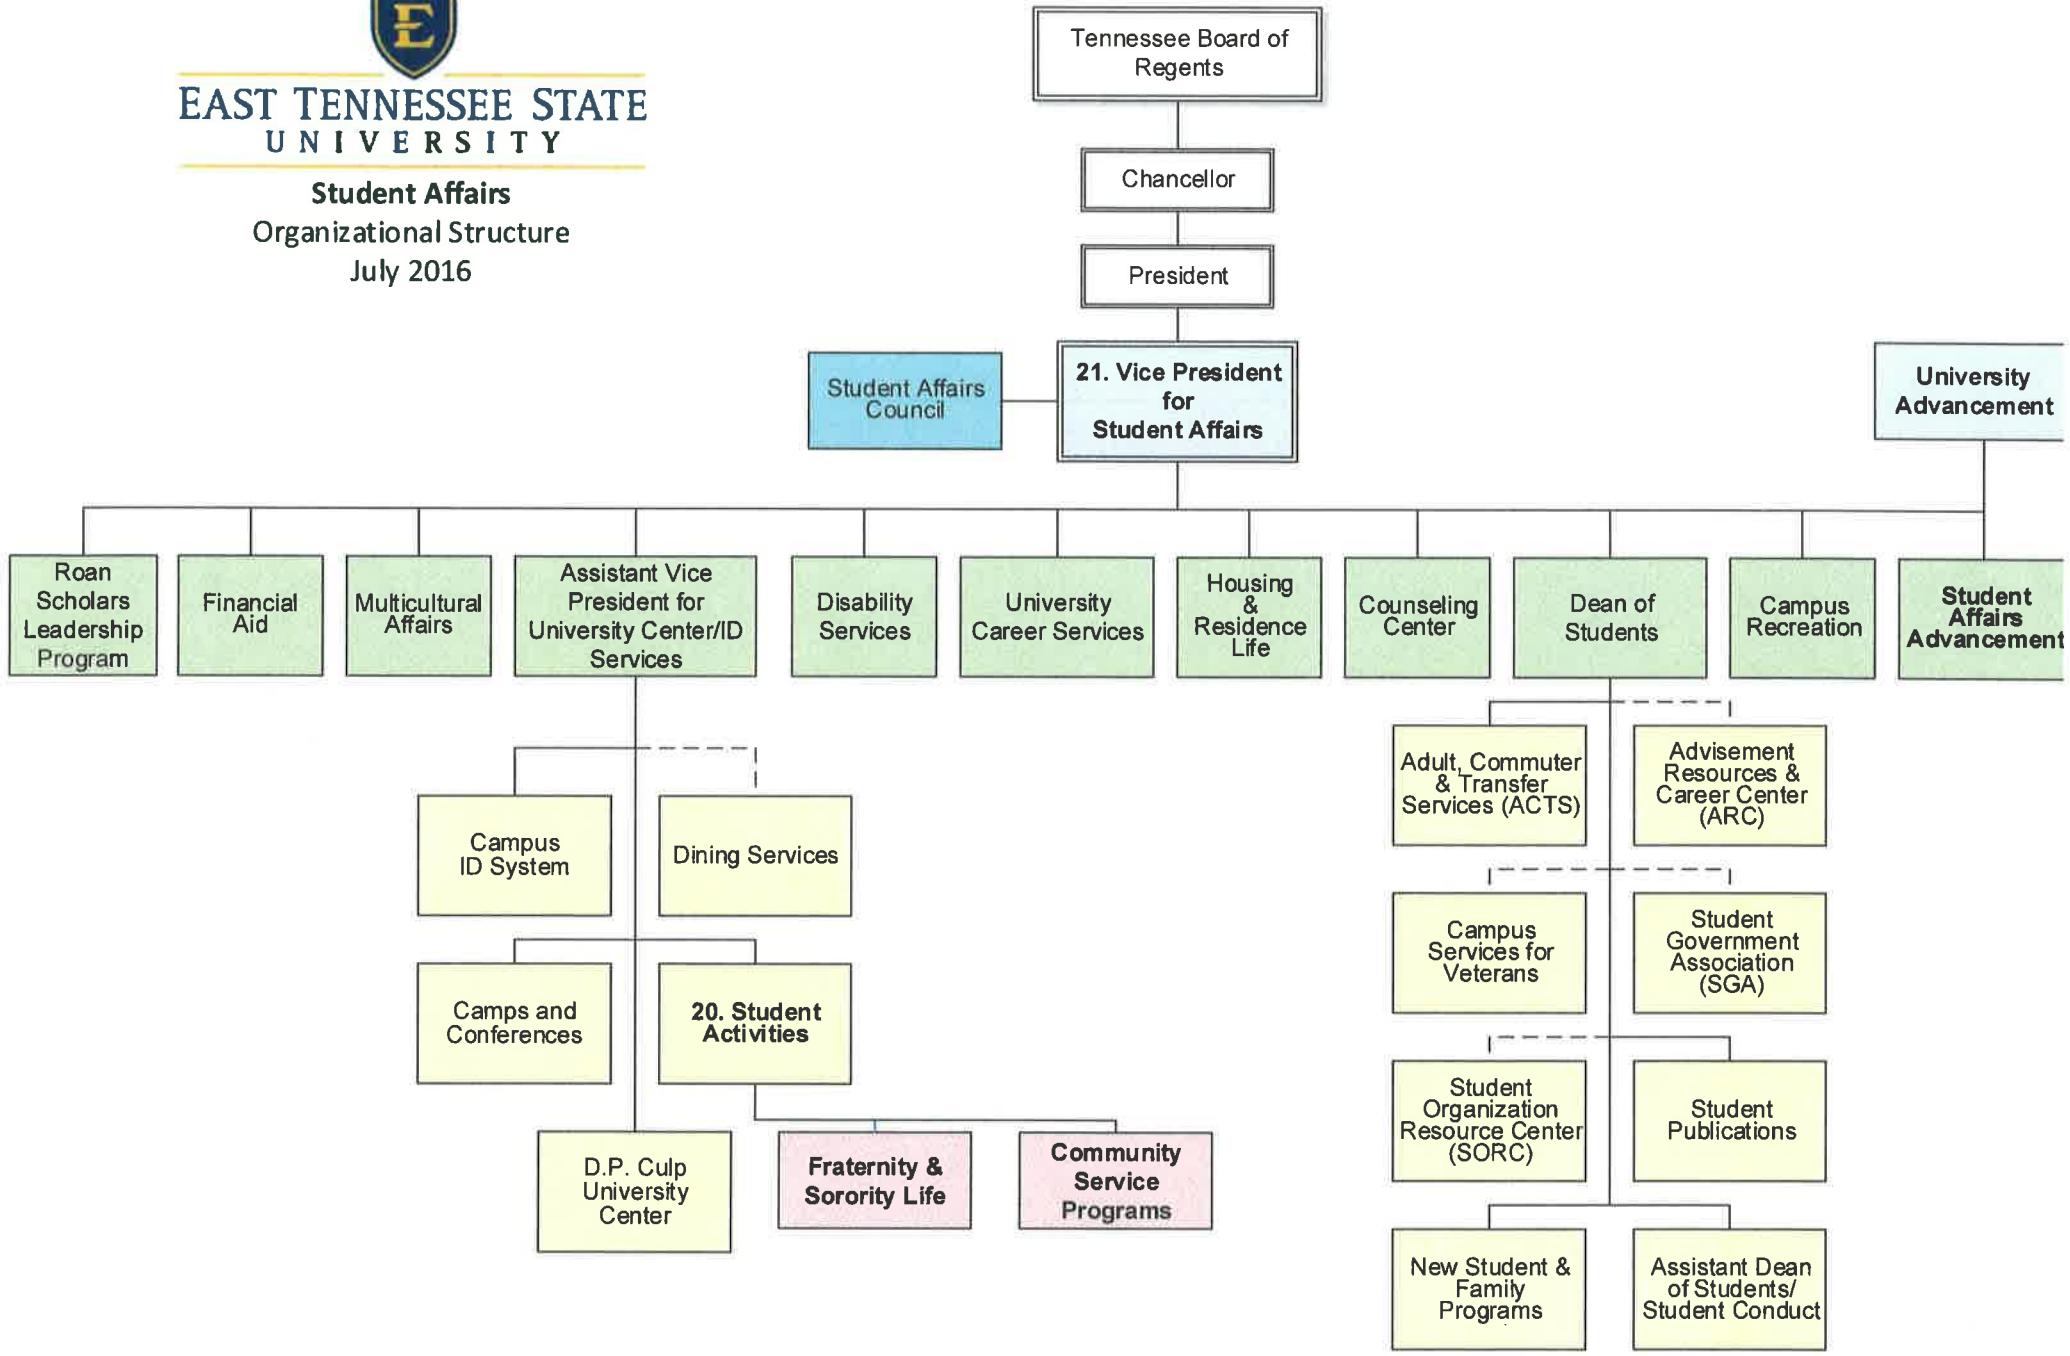 E
EAST TENNESSEE STATE
UNIVERSITY
Student Affairs
Organizational Structure
July 2016
Tennessee Board of
Regents
Chancellor
President
Student Affairs
Council
21. Vice President
for
Student Affairs
University
Advancement
Roan
Scholars
Leadership
Program
Financial
Aid
Multicultural
Affairs
Assistant Vice
President for
University Center/ID
Services
Disability
Services
University
Career Services
Housing
&
Residence
Life
Counseling
Center
Dean of
Students
Campus
Recreation
Student
Affairs
Advancement
Campus
ID System
Dining Services
Camps and
Conferences
20. Student
Activities
D.P. Culp
University
Center
Fraternity &
Sorority Life
Community
Service
Programs
Adult, Commuter
& Transfer
Services (ACTS)
Advisement
Resources &
Career Center
(ARC)
Campus
Services for
Veterans
Student
Government
Association
(SGA)
Student
Organization
Resource Center
(SORC)
Student
Publications
New Student &
Family
Programs
Assistant Dean
of Students/
Student Conduct